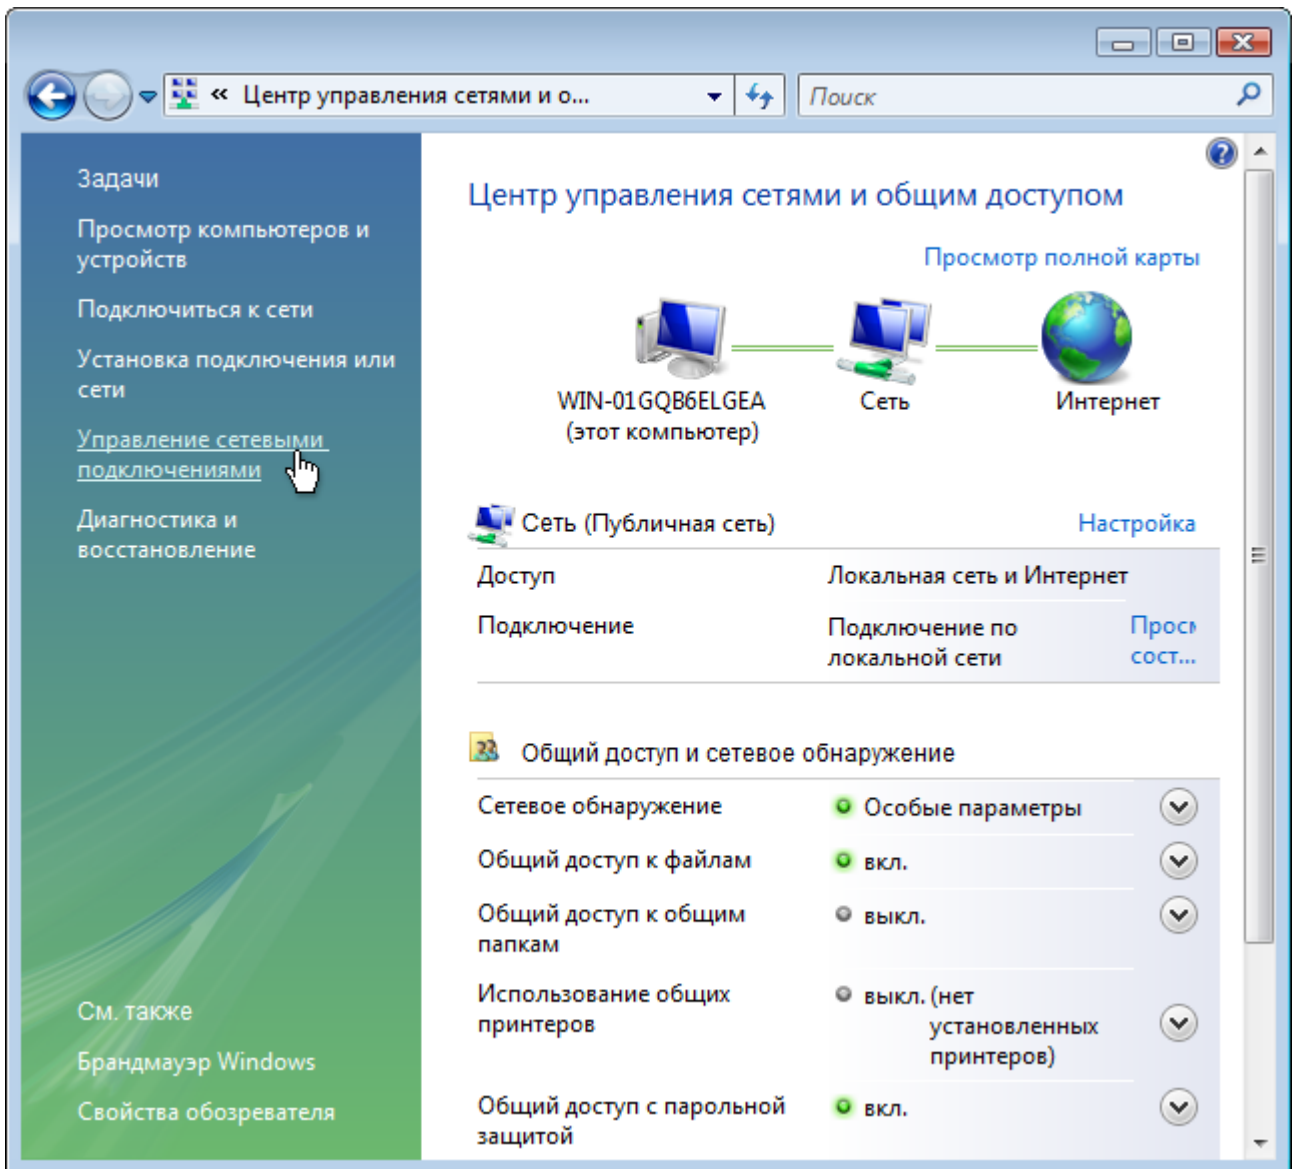 « Центр управления сетями и о...
Поиск
Задачи
Просмотр компьютеров и
устройств
Подключиться к сети
Установка подключения или
сети
Управление сетевыми
подключениями
Диагностика и
восстановление
См. также
Брандмауэр Windows
Свойства обозревателя
Центр управления сетями и общим доступом
Просмотр полной карты
WIN-01GQB6ELGEA
(этот компьютер)
Сеть
Интернет
Сеть (Публичная сеть)
Настройка
Доступ
Локальная сеть и Интернет
Подключение
Подключение по
локальной сети
Просм
сост...
Общий доступ и сетевое обнаружение
Сетевое обнаружение
Особые параметры
Общий доступ к файлам
вкл.
Общий доступ к общим
папкам
выкл.
Использование общих
принтеров
выкл. (нет
установленных
принтеров)
Общий доступ с парольной
защитой
вкл.